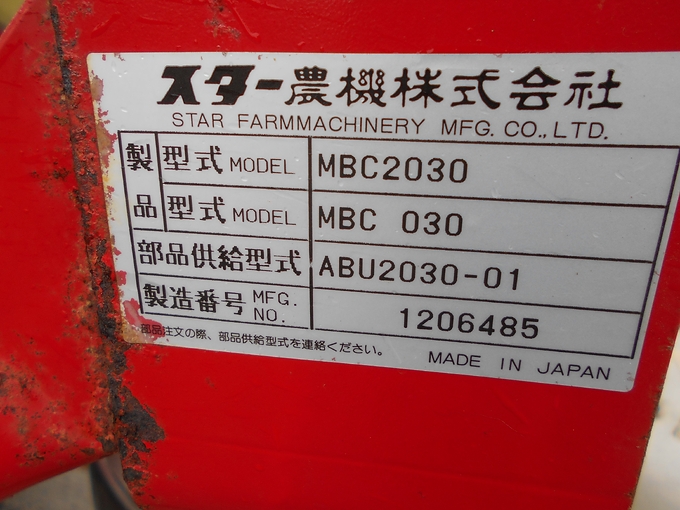 スター農機株式会社
STAR FARMMACHINERY MFG. CO., LTD.
製 型式 MODEL MBC2030
品 型式 MODEL MBC 030
部品供給型式 ABU2030-01
製造番号 MFG. NO. 1206485
部品注文の際、部品供給型式を連絡ください。
MADE IN JAPAN